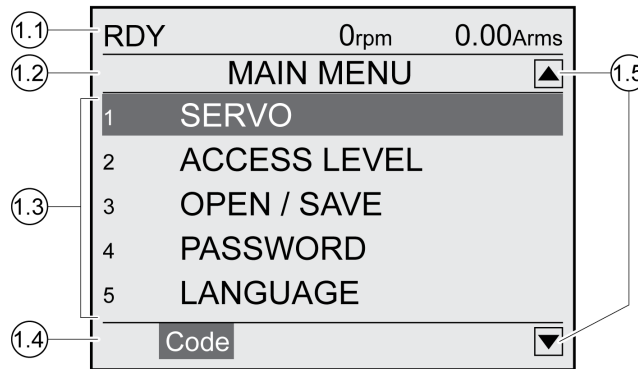 1.1 RDY 0rpm 0.00Arms
1.2 MAIN MENU 1.5
1 SERVO
2 ACCESS LEVEL
1.3 3 OPEN / SAVE
4 PASSWORD
5 LANGUAGE
1.4 Code